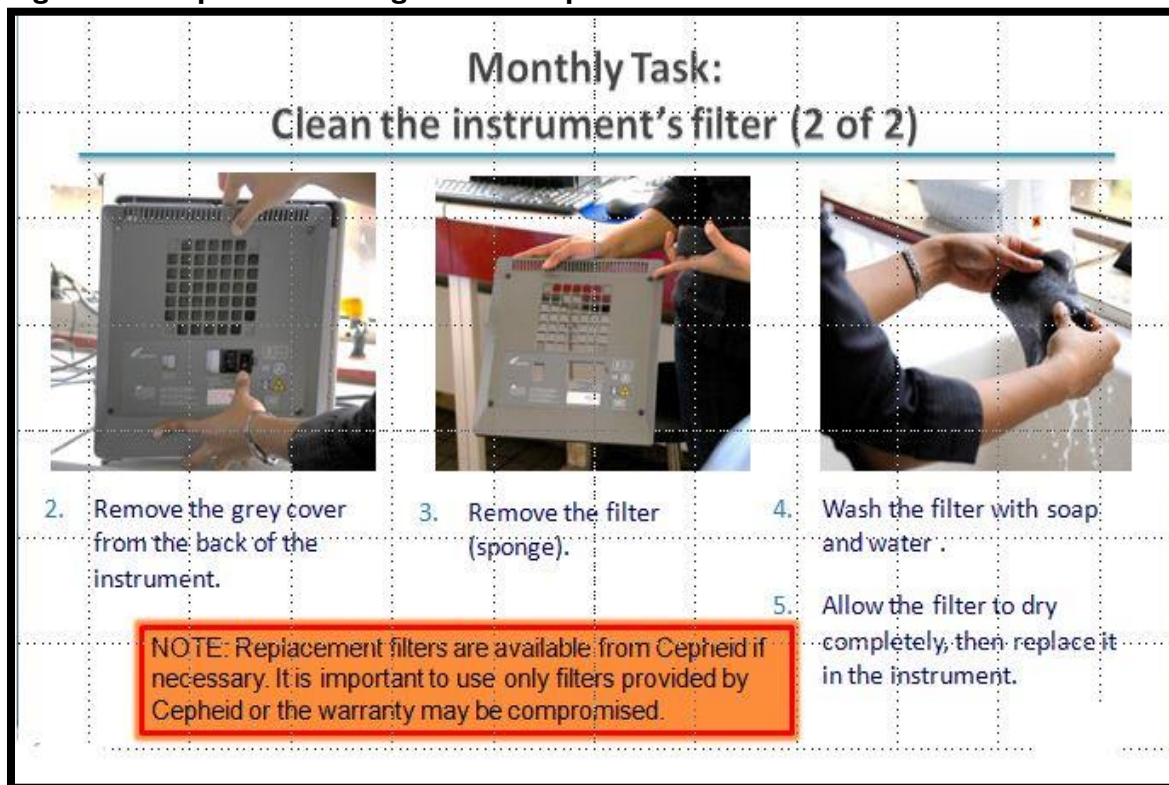 Monthly Task:
Clean the instrument's filter (2 of 2)
2. Remove the grey cover
from the back of the
instrument.
3. Remove the filter
(sponge).
4. Wash the filter with soap
and water .
5. Allow the filter to dry
completely, then replace it
in the instrument.
NOTE: Replacement filters are available from Cepheid if
necessary. It is important to use only filters provided by
Cepheid or the warranty may be compromised.